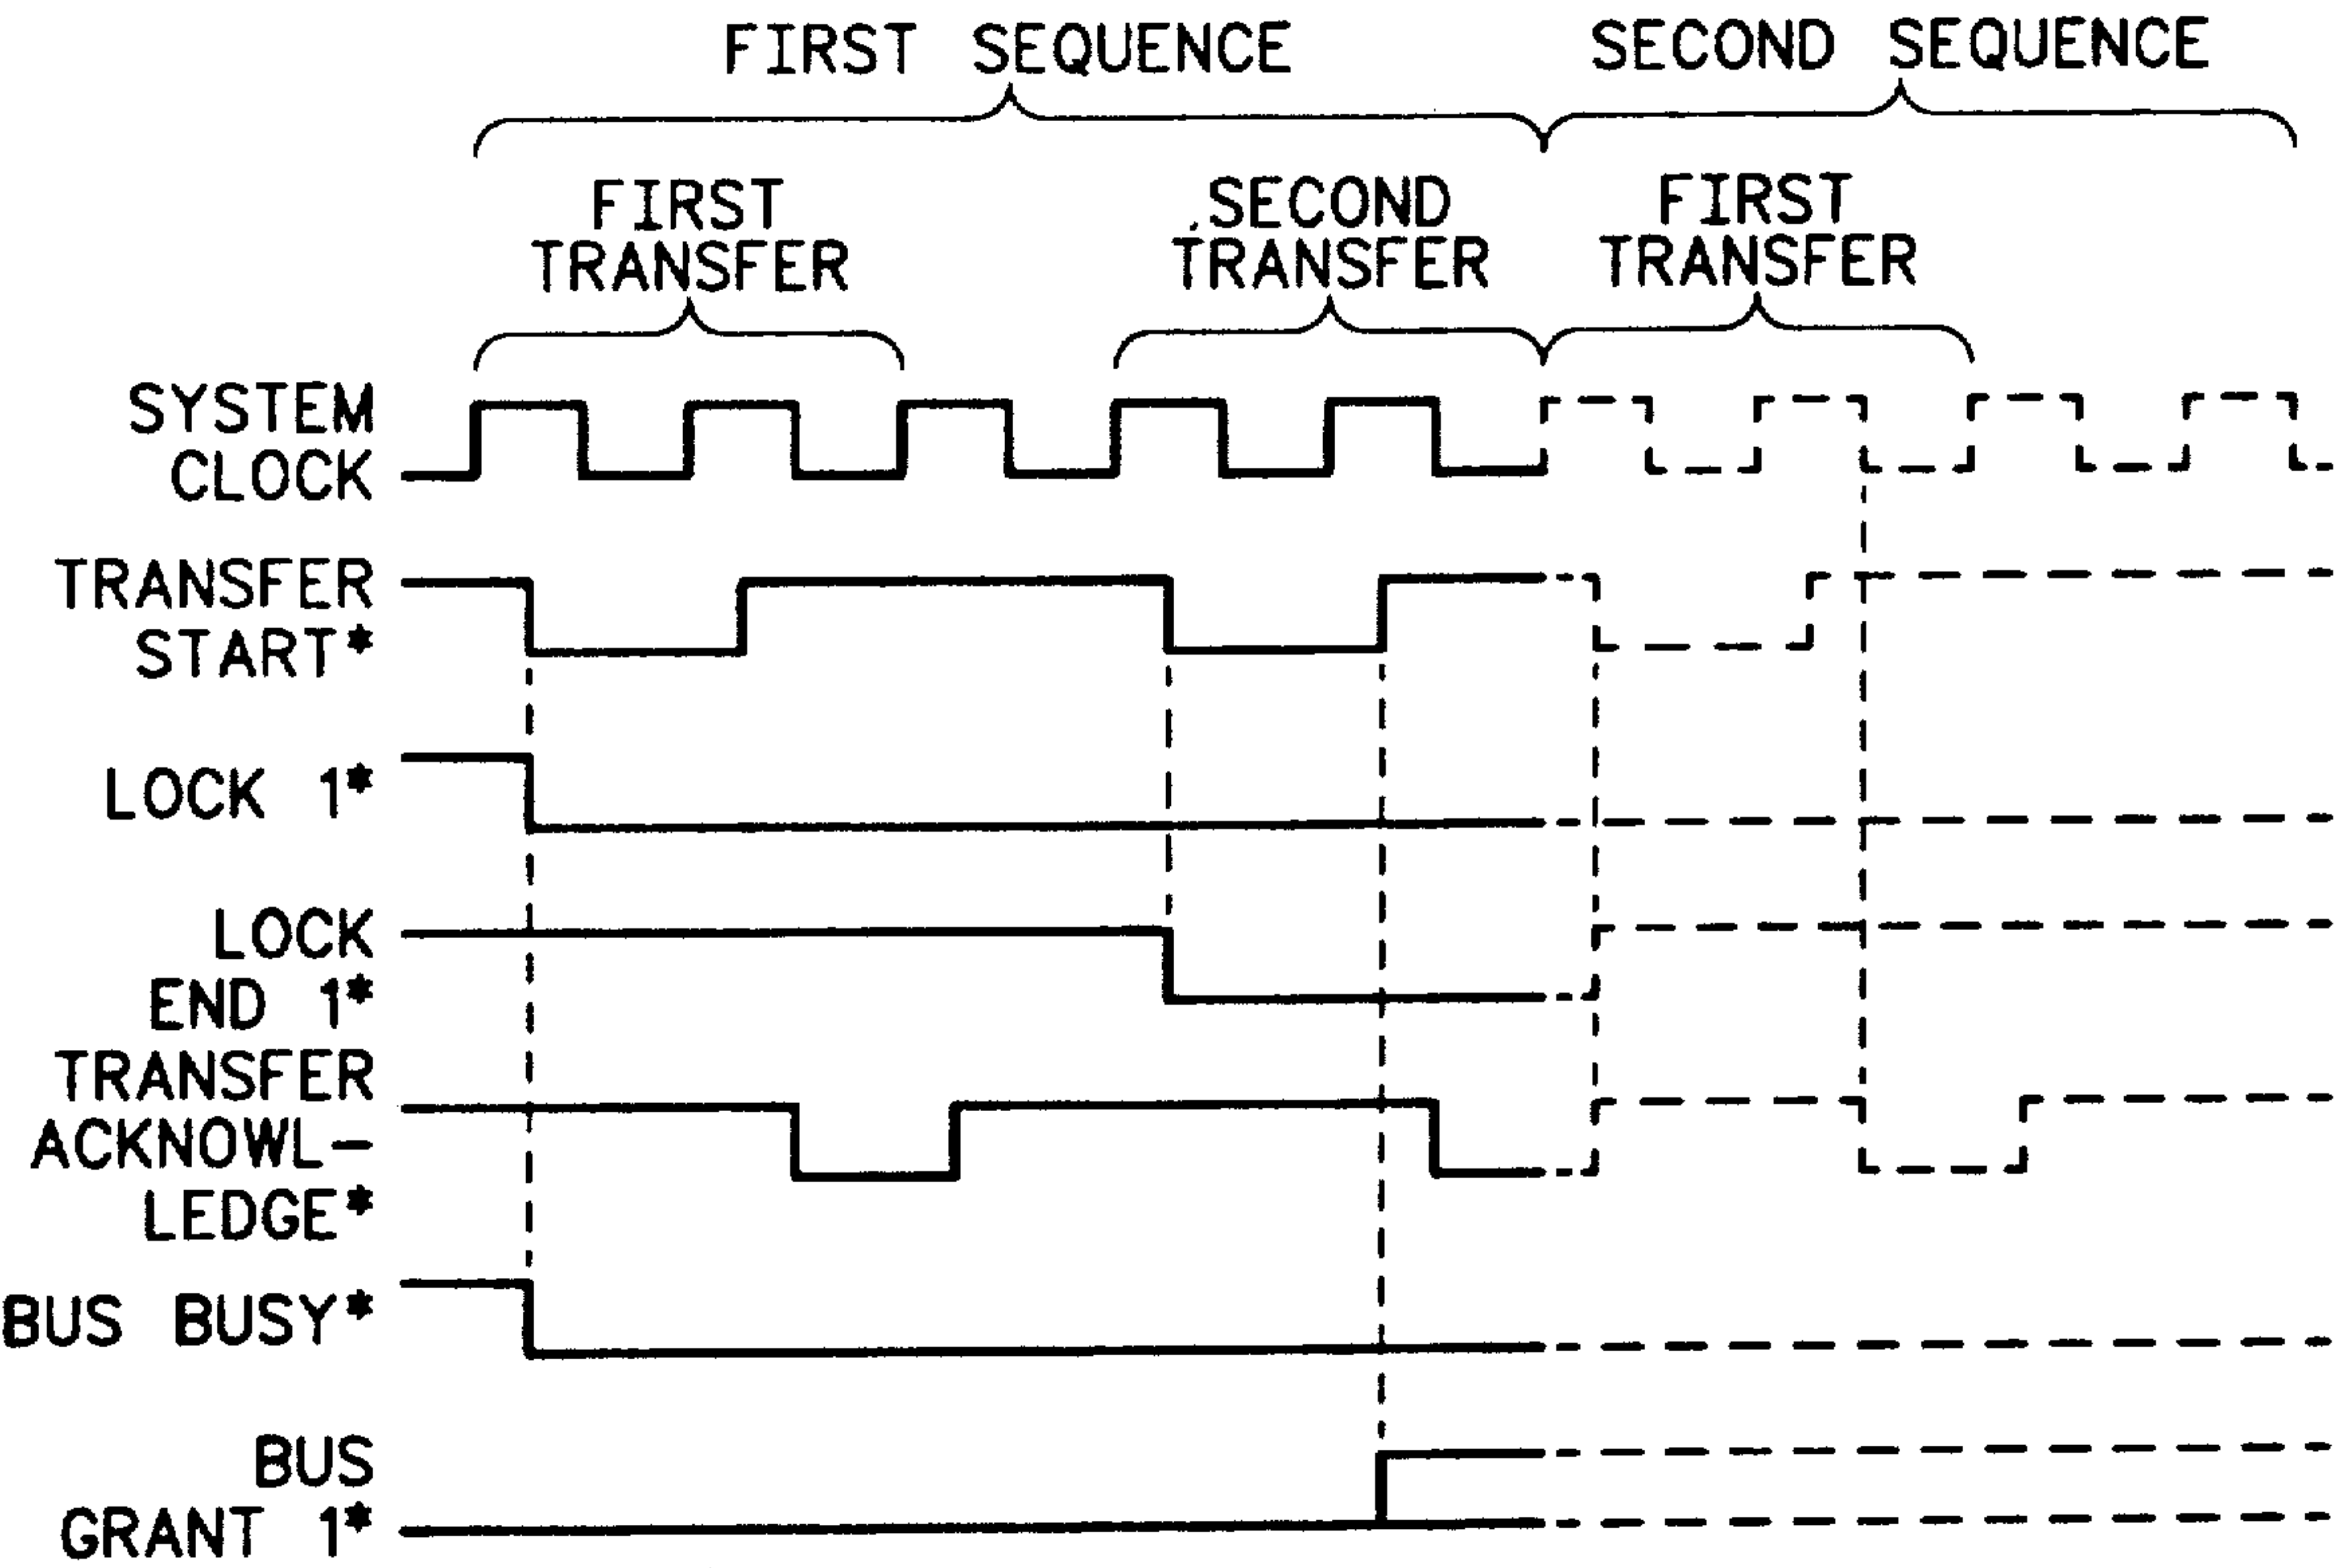 FIRST SEQUENCE
SECOND SEQUENCE
FIRST
TRANSFER
SECOND
TRANSFER
FIRST
TRANSFER
SYSTEM
CLOCK
TRANSFER
START*
LOCK 1*
LOCK
END 1*
TRANSFER
ACKNOWL-
LEDGE*
BUS BUSY*
BUS
GRANT 1*